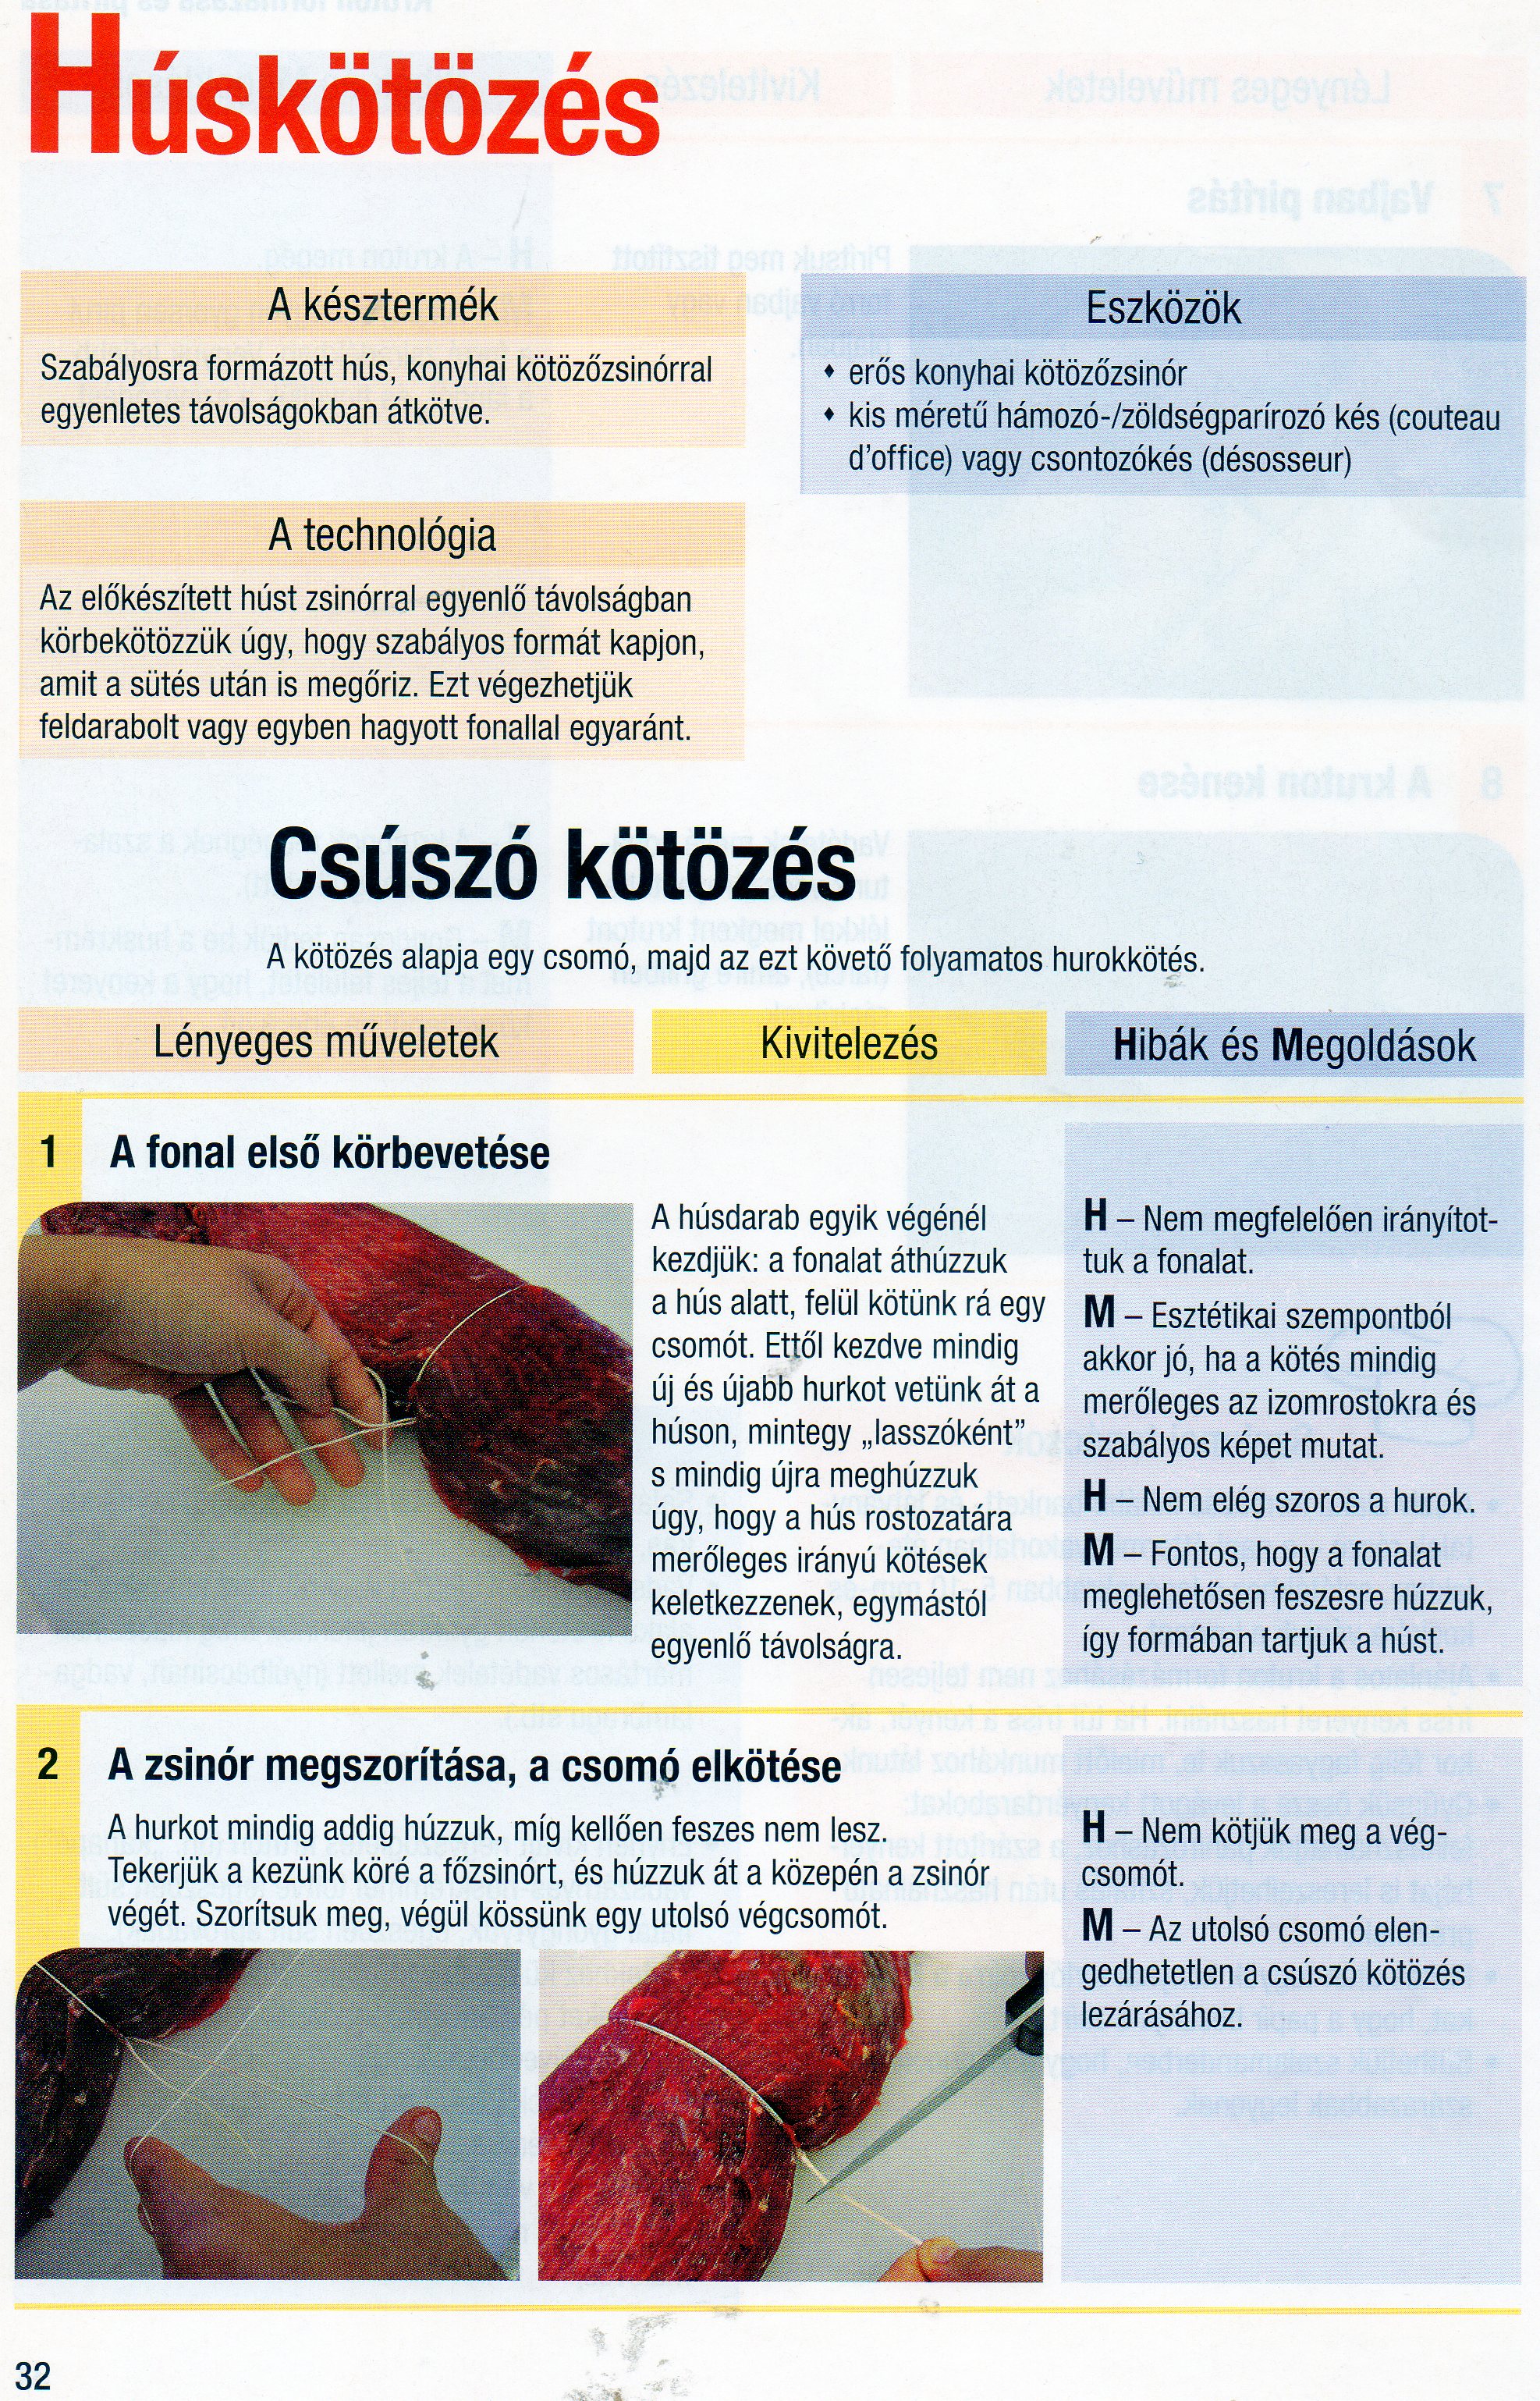 Húskötözés
A késztermék
Szabályosra formázott hús, konyhai kötözőzsinórral
egyenletes távolságokban átkötve.
Eszközök
♦ erős konyhai kötözőzsinór
♦ kis méretű hámozó-/zöldségparírozó kés (couteau
d’office) vagy csontozókés (désosseur)
A technológia
Az előkészített húst zsinórral egyenlő távolságban
körbekötözzük úgy, hogy szabályos formát kapjon,
amit a sütés után is megőriz. Ezt végezhetjük
feldarabolt vagy egyben hagyott fonallal egyaránt.
Csúszó kötözés
A kötözés alapja egy csomó, majd az ezt követő folyamatos hurokkötés.
Lényeges műveletek
Kivitelezés
Hibák és Megoldások
1 A fonal első körbevetése
A húsdarab egyik végénél
kezdjük: a fonalat áthúzzuk
a hús alatt, felül kötünk rá egy
csomót. Ettől kezdve mindig
új és újabb hurkot vetünk át a
húson, mintegy „lasszóként”
s mindig újra meghúzzuk
úgy, hogy a hús rostozatára
merőleges irányú kötések
keletkezzenek, egymástól
egyenlő távolságra.
H – Nem megfelelően irányítot-
tuk a fonalat.
M – Esztétikai szempontból
akkor jó, ha a kötés mindig
merőleges az izomrostokra és
szabályos képet mutat.
H – Nem elég szoros a hurok.
M – Fontos, hogy a fonalat
meglehetősen feszesre húzzuk,
így formában tartjuk a húst.
2 A zsinór megszorítása, a csomó elkötése
A hurkot mindig addig húzzuk, míg kellően feszes nem lesz.
Tekerjük a kezünk köré a főzsinórt, és húzzuk át a közepén a zsinór
végét. Szorítsuk meg, végül kössünk egy utolsó végcsomót.
H – Nem kötjük meg a vég-
csomót.
M – Az utolsó csomó elen-
gedhetetlen a csúszó kötözés
lezárásához.
32